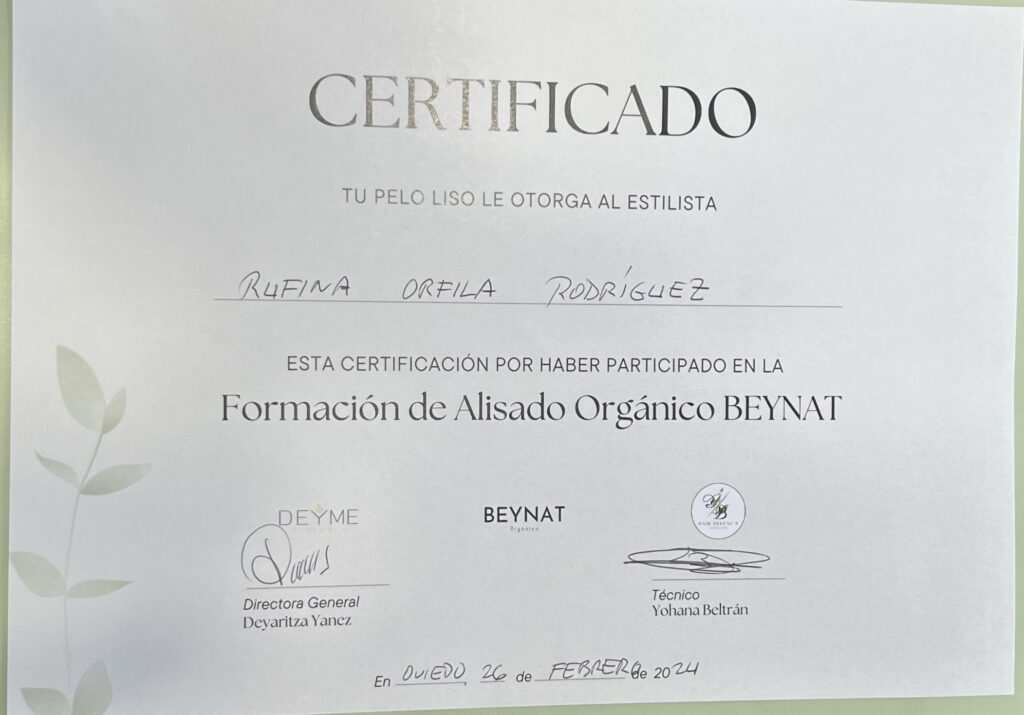 CERTIFICADO
TU PELO LISO LE OTORGA AL ESTILISTA
RUFINA ORFILA RODRÍGUEZ
ESTA CERTIFICACIÓN POR HABER PARTICIPADO EN LA
Formación de Alisado Orgánico BEYNAT
DEYME
BEYNAT
Orgánico
Directora General
Deyaritza Yanez
Técnico
Yohana Beltrán
En OVIEDO, 26 de FEBRERO de 2024